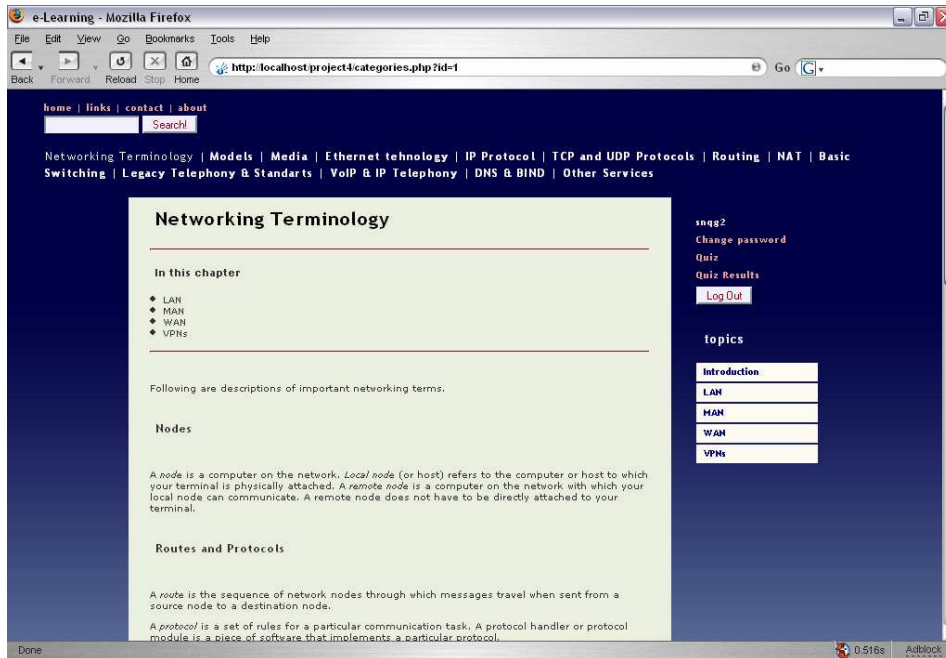 e-Learning - Mozilla Firefox
File Edit View Go Bookmarks Tools Help
Back Forward Reload Stop Home
http://localhost/project4/categories.php?id=1
Go
home | links | contact | about
Search!
Networking Terminology | Models | Media | Ethernet tehnology | IP Protocol | TCP and UDP Protocols | Routing | NAT | Basic
Switching | Legacy Telephony & Standarts | VoIP & IP Telephony | DNS & BIND | Other Services
Networking Terminology
In this chapter
LAN
MAN
WAN
VPNs
Following are descriptions of important networking terms.
Nodes
A node is a computer on the network. Local node (or host) refers to the computer or host to which
your terminal is physically attached. A remote node is a computer on the network with which your
local node can communicate. A remote node does not have to be directly attached to your
terminal.
Routes and Protocols
A route is the sequence of network nodes through which messages travel when sent from a
source node to a destination node.
A protocol is a set of rules for a particular communication task. A protocol handler or protocol
module is a piece of software that implements a particular protocol.
snqg2
Change password
Quiz
Quiz Results
Log Out
topics
Introduction
LAN
MAN
WAN
VPNs
Done
0.516s Adblock